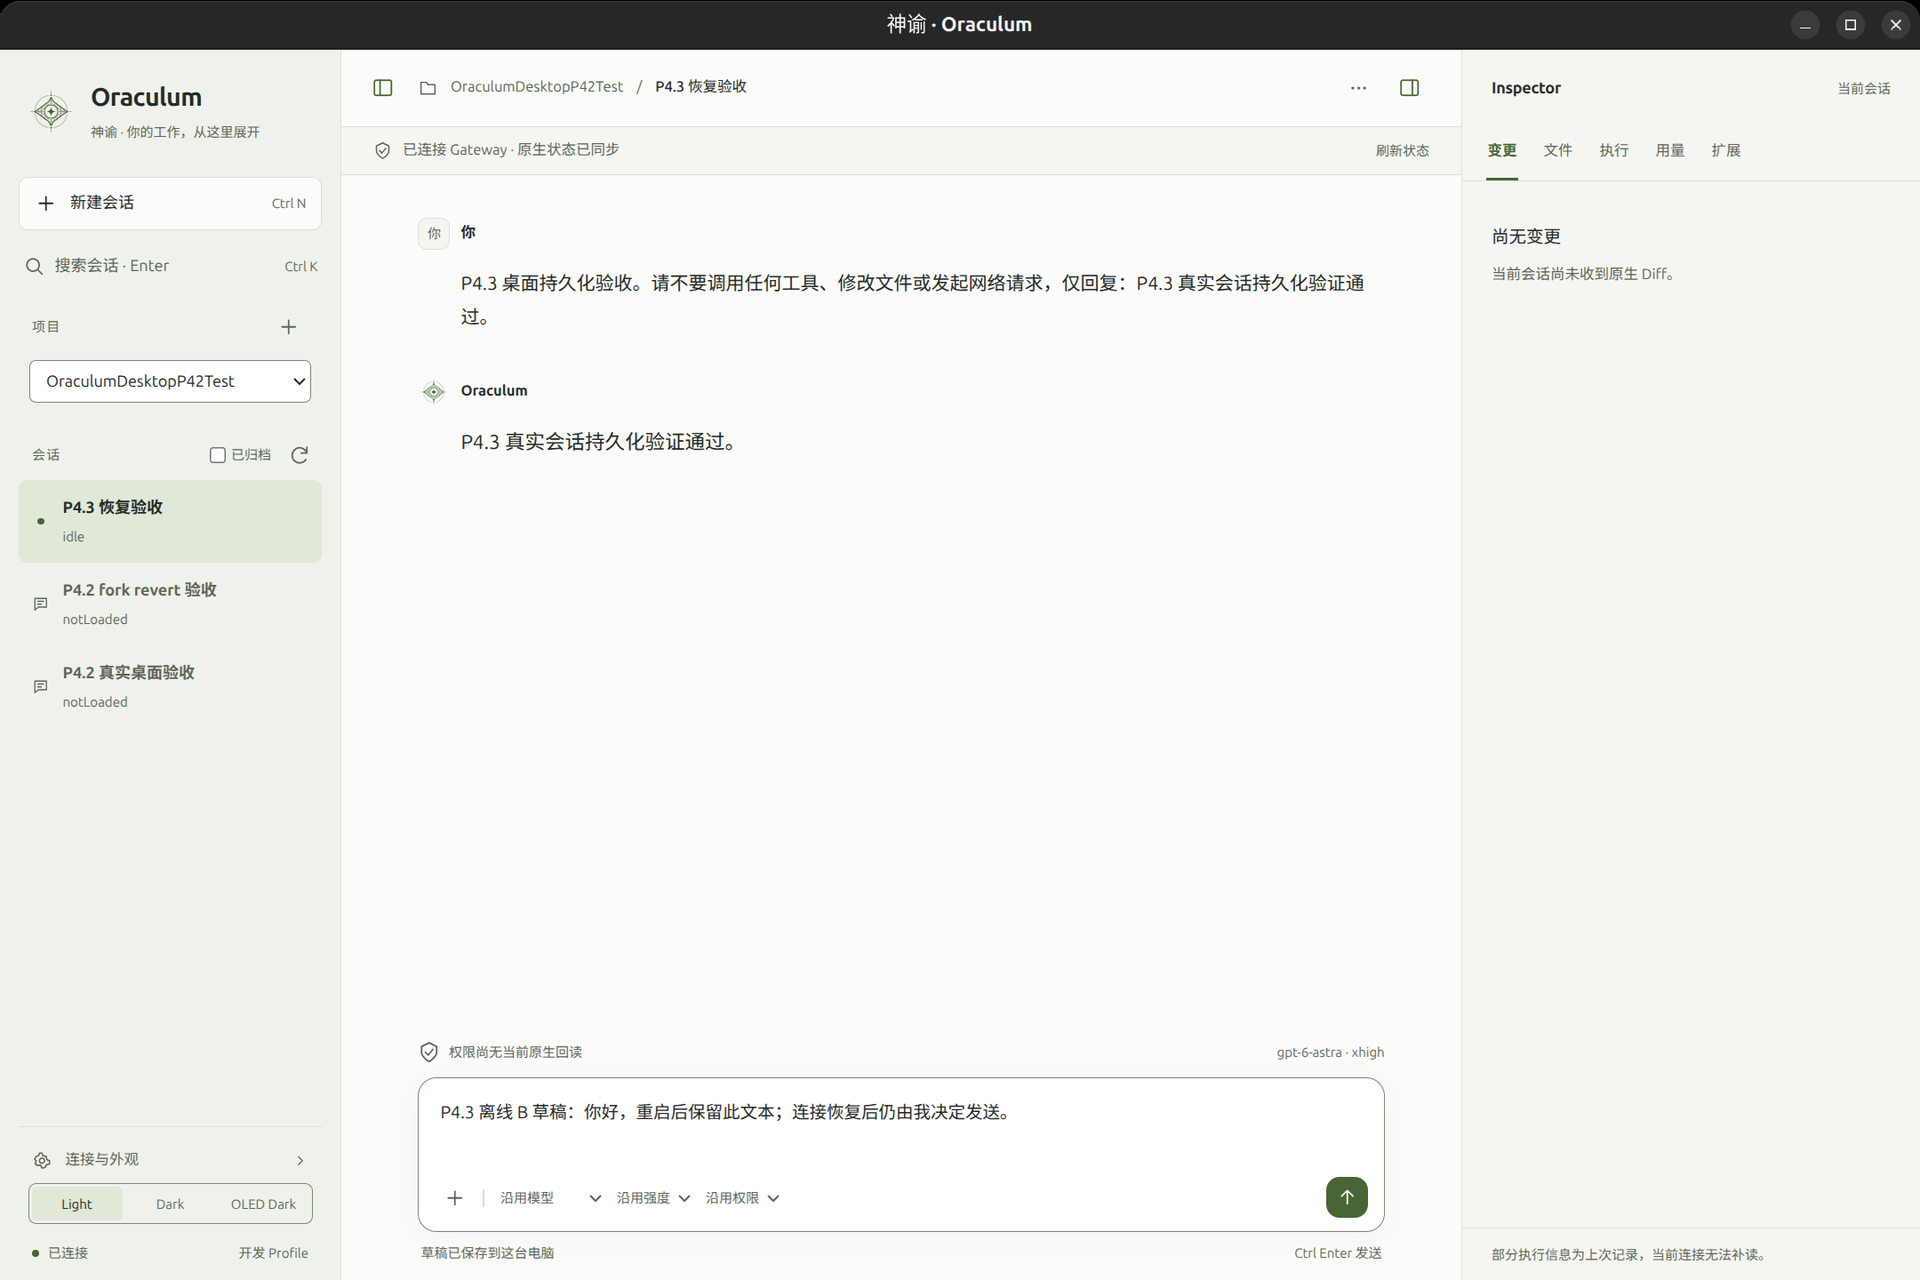 神谕 · Oraculum
Oraculum
神谕 · 你的工作，从这里展开
新建会话 Ctrl N
搜索会话 · Enter Ctrl K
项目
OraculumDesktopP42Test
会话 已归档
P4.3 恢复验收
idle
P4.2 fork revert 验收
notLoaded
P4.2 真实桌面验收
notLoaded
连接与外观
Light Dark OLED Dark
已连接 开发 Profile
OraculumDesktopP42Test / P4.3 恢复验收
已连接 Gateway · 原生状态已同步 刷新状态
你 你
P4.3 桌面持久化验收。请不要调用任何工具、修改文件或发起网络请求，仅回复：P4.3 真实会话持久化验证通
过。
Oraculum
P4.3 真实会话持久化验证通过。
权限尚无当前原生回读 gpt-6-astra · xhigh
P4.3 离线 B 草稿：你好，重启后保留此文本；连接恢复后仍由我决定发送。
沿用模型 沿用强度 沿用权限
草稿已保存到这台电脑 Ctrl Enter 发送
Inspector 当前会话
变更 文件 执行 用量 扩展
尚无变更
当前会话尚未收到原生 Diff。
部分执行信息为上次记录，当前连接无法补读。